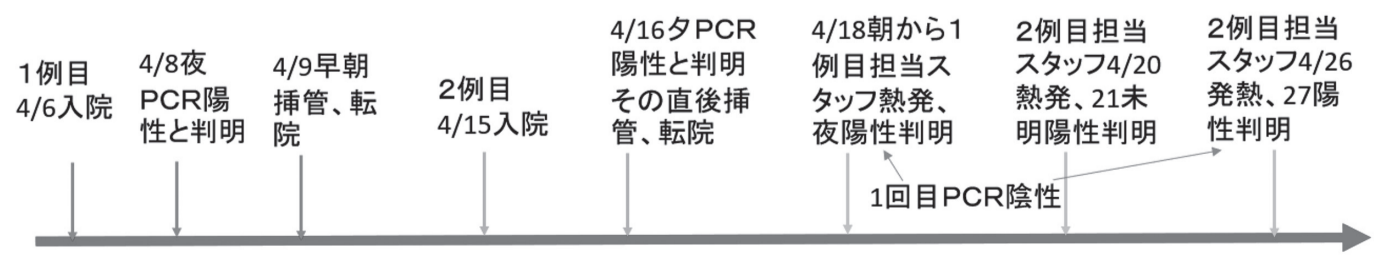 1例目
4/6入院
4/8夜
PCR陽
性と判明
4/9早朝
挿管、転
院
2例目
4/15入院
4/16夕PCR
陽性と判明
その直後挿
管、転院
4/18朝から1
例目担当ス
タッフ熱発、
夜陽性判明
2例目担当
スタッフ4/20
熱発、21未
明陽性判明
2例目担当
スタッフ4/26
発熱、27陽
性判明
1回目PCR陰性